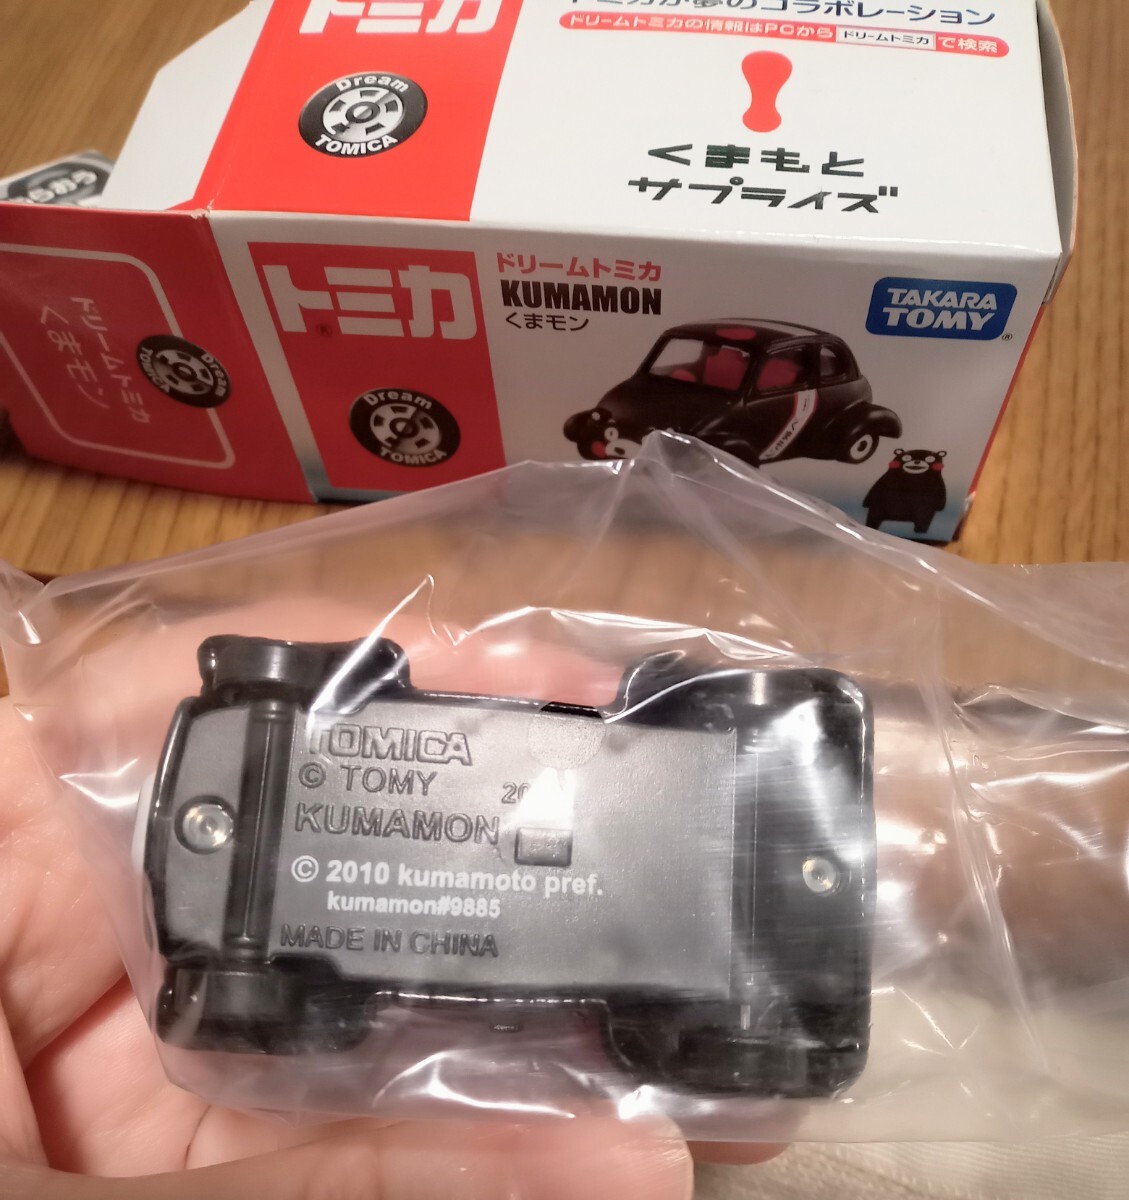 トミカ
トミカが夢のコラボレーション
ドリームトミカの情報はPCから ドリームトミカ で検索
Dream
TOMICA
くまもと
サプライズ
トミカ
Dream
TOMICA
ドリームトミカ
KUMAMON
くまモン
TAKARA
TOMY
ドリームトミカ
くまモン
Dream
TOMICA
TOMICA
© TOMY 20
KUMAMON
© 2010 kumamoto pref.
kumamon#9885
MADE IN CHINA